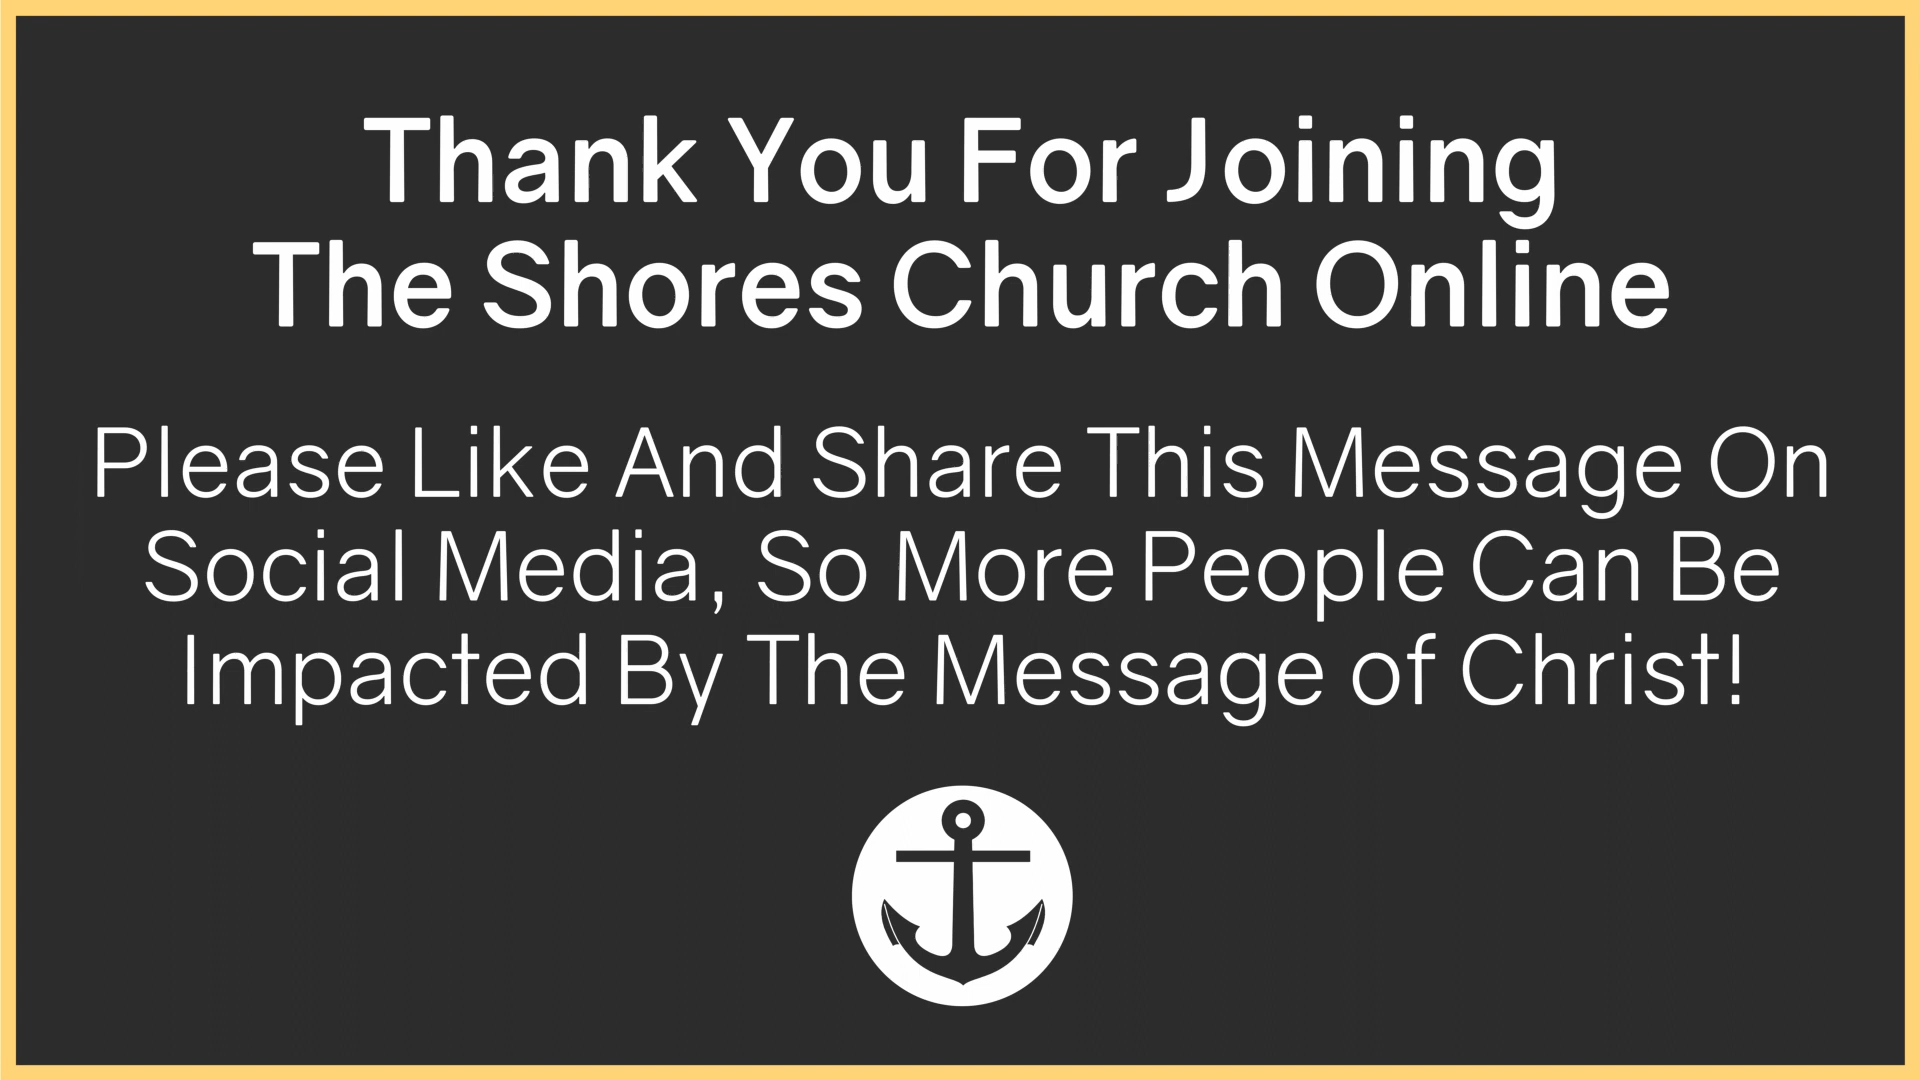 Thank You For Joining
The Shores Church Online
Please Like And Share This Message On
Social Media, So More People Can Be
Impacted By The Message of Christ!